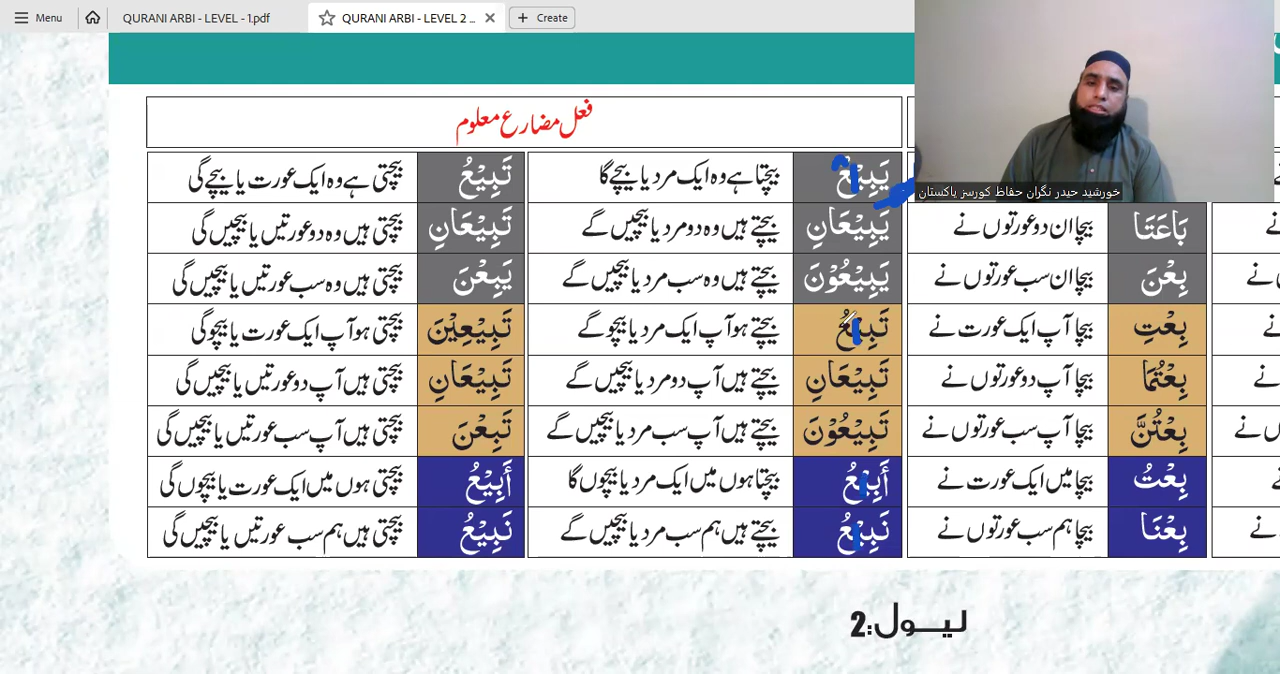 Menu QURANI ARBI - LEVEL - 1.pdf QURANI ARBI - LEVEL 2 ... Create
فعل مضارع معلوم
خورشید حیدر نگران حفاظ کورسز پاکستان
يَبِيْعُ بیچتا ہے وہ ایک مرد یا بیچے گا تَبِيْعُ بیچتی ہے وہ ایک عورت یا بیچے گی
بَاعَتَا بیچا ان دو عورتوں نے يَبِيْعَانِ بیچتے ہیں وہ دو مرد یا بیچیں گے تَبِيْعَانِ بیچتی ہیں وہ دو عورتیں یا بیچیں گی
بِعْنَ بیچا ان سب عورتوں نے يَبِيْعُوْنَ بیچتے ہیں وہ سب مرد یا بیچیں گے يَبِعْنَ بیچتی ہیں وہ سب عورتیں یا بیچیں گی
بِعْتِ بیچا آپ ایک عورت نے تَبِيْعُ بیچتے ہو آپ ایک مرد یا بیچو گے تَبِيْعِيْنَ بیچتی ہو آپ ایک عورت یا بیچو گی
بِعْتُمَا بیچا آپ دو عورتوں نے تَبِيْعَانِ بیچتے ہیں آپ دو مرد یا بیچیں گے تَبِيْعَانِ بیچتی ہیں آپ دو عورتیں یا بیچیں گی
بِعْتُنَّ بیچا آپ سب عورتوں نے تَبِيْعُوْنَ بیچتے ہیں آپ سب مرد یا بیچیں گے تَبِعْنَ بیچتی ہیں آپ سب عورتیں یا بیچیں گی
بِعْتُ بیچا میں ایک عورت نے أَبِيْعُ بیچتا ہوں میں ایک مرد یا بیچوں گا أَبِيْعُ بیچتی ہوں میں ایک عورت یا بیچوں گی
بِعْنَا بیچا ہم سب عورتوں نے نَبِيْعُ بیچتے ہیں ہم سب مرد یا بیچیں گے نَبِيْعُ بیچتی ہیں ہم سب عورتیں یا بیچیں گی
لیول:2